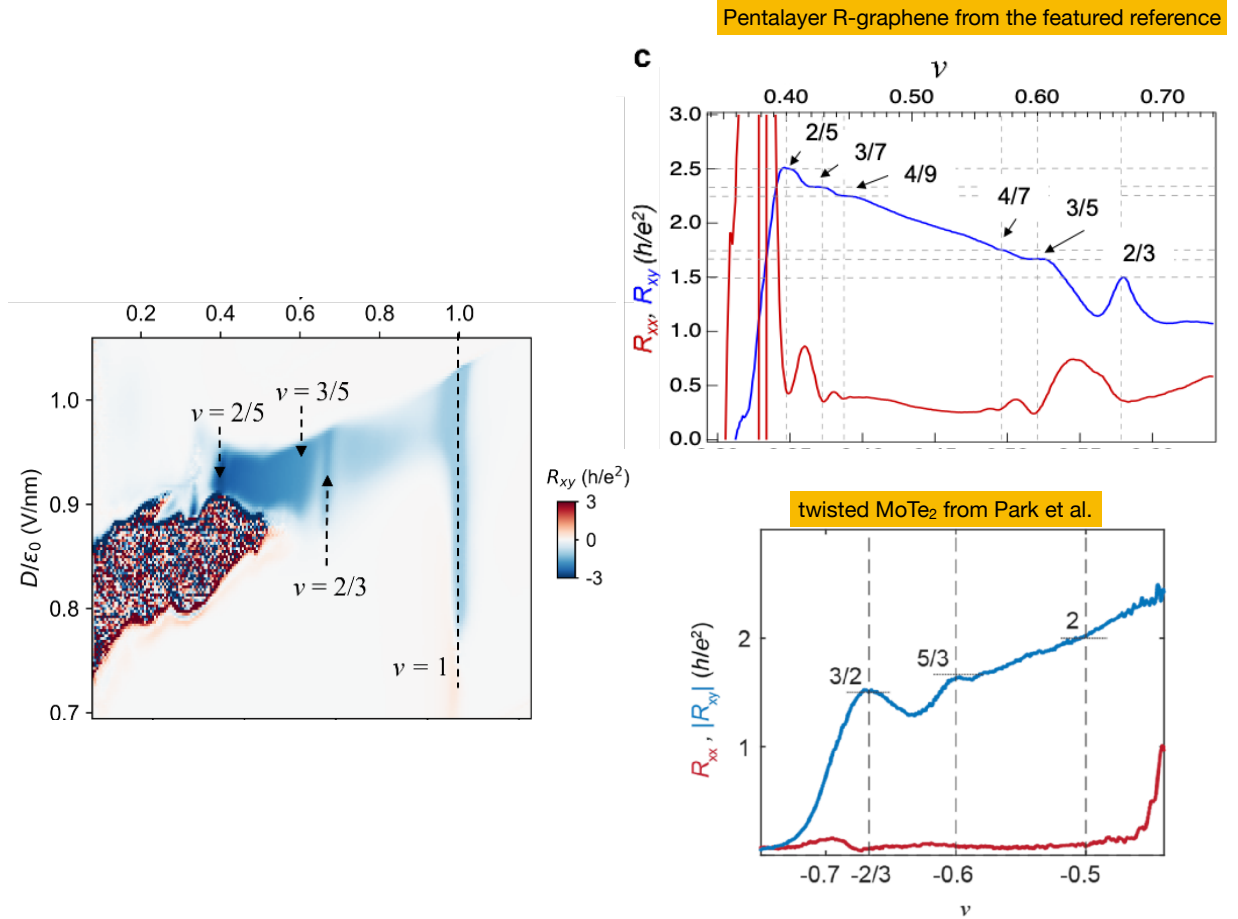 Pentalayer R-graphene from the featured reference
c
ν
0.40 0.50 0.60 0.70
3.0
2.5
2.0
1.5
1.0
0.5
0.0
Rxx, Rxy (h/e²)
2/5
3/7
4/9
4/7
3/5
2/3
0.2 0.4 0.6 0.8 1.0
1.0
0.9
0.8
0.7
D/ε₀ (V/nm)
ν = 2/5
ν = 3/5
ν = 2/3
ν = 1
Rxy (h/e²)
3
0
-3
twisted MoTe₂ from Park et al.
Rxx , |Rxy| (h/e²)
2
1
3/2
5/3
2
-0.7 -2/3 -0.6 -0.5
ν